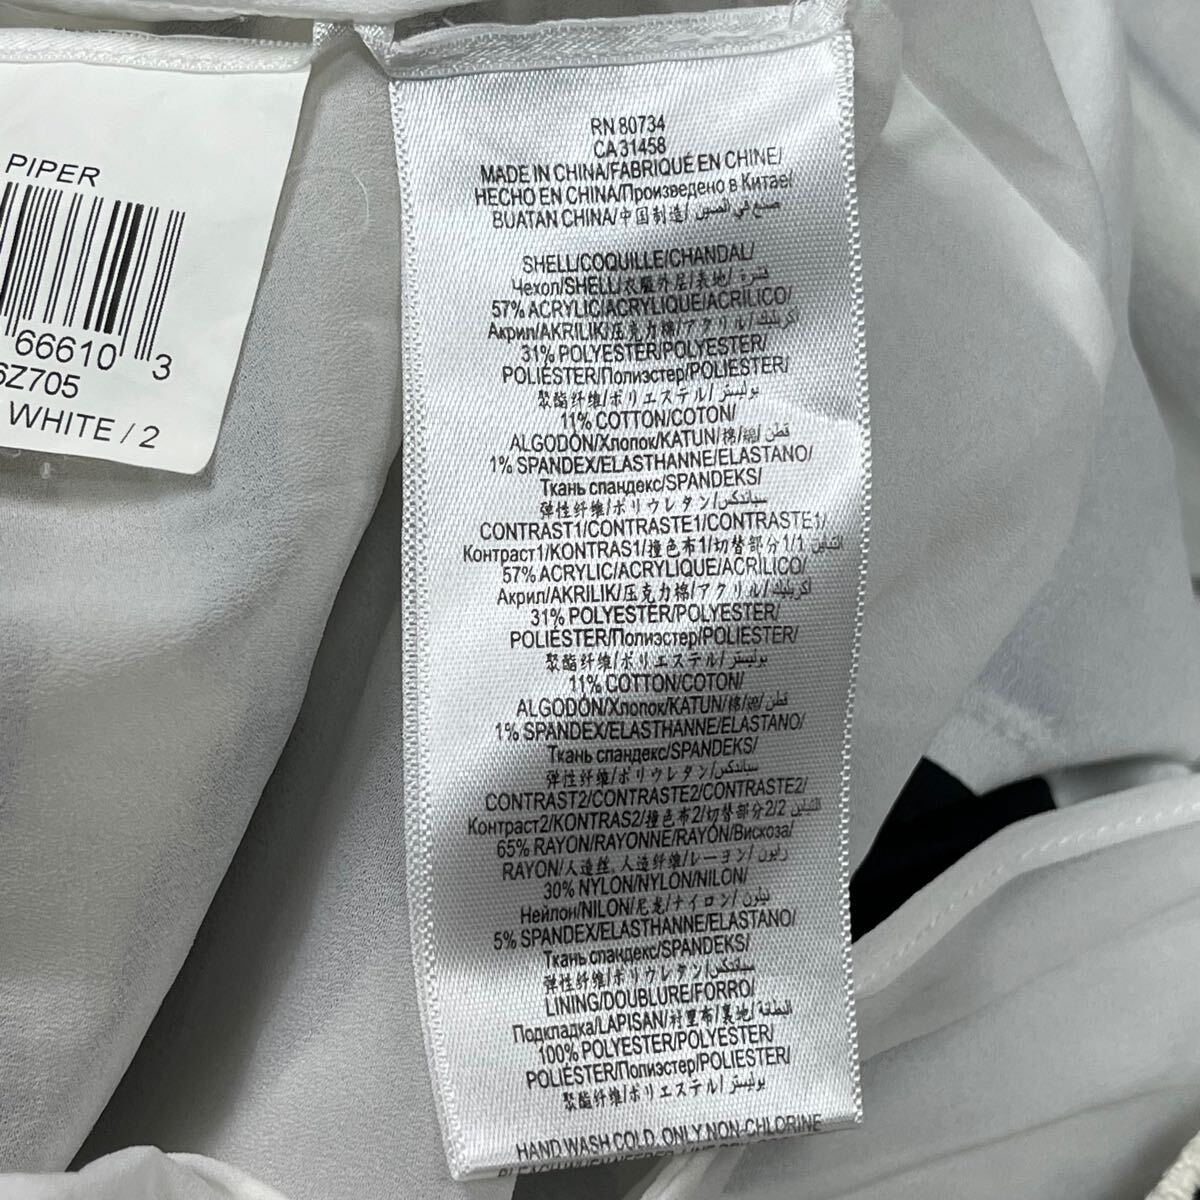 PIPER
66610 3
6Z705
WHITE / 2
RN 80734
CA 31458
MADE IN CHINA/FABRIQUÉ EN CHINE/
HECHO EN CHINA/Произведено в Китае/
BUATAN CHINA/中国制造/ صنع في الصين
SHELL/COQUILLE/CHANDAL/
Чехол/SHELL/衣服外层/表地/
57% ACRYLIC/ACRYLIQUE/ACRÍLICO/
Акрил/AKRILIK/压克力棉/アクリル/اكريليك
31% POLYESTER/POLYESTER/
POLIÉSTER/Полиэстер/POLIESTER/
聚酯纤维/ポリエステル/بوليستر
11% COTTON/COTON/
ALGODÓN/Хлопок/KATUN/棉/綿/قطن
1% SPANDEX/ELASTHANNE/ELASTANO/
Ткань спандекс/SPANDEKS/
弹性纤维/ポリウレタン/سباندكس
CONTRAST1/CONTRASTE1/CONTRASTE1/
Контраст1/KONTRAS1/撞色布1/切替部分1/1 التباين
57% ACRYLIC/ACRYLIQUE/ACRÍLICO/
Акрил/AKRILIK/压克力棉/アクリル/اكريليك
31% POLYESTER/POLYESTER/
POLIÉSTER/Полиэстер/POLIESTER/
聚酯纤维/ポリエステル/بوليستر
11% COTTON/COTON/
ALGODÓN/Хлопок/KATUN/棉/綿/قطن
1% SPANDEX/ELASTHANNE/ELASTANO/
Ткань спандекс/SPANDEKS/
弹性纤维/ポリウレタン/سباندكس
CONTRAST2/CONTRASTE2/CONTRASTE2/
Контраст2/KONTRAS2/撞色布2/切替部分2/2 التباين
65% RAYON/RAYONNE/RAYÓN/Вискоза/
RAYON/人造丝, 人造纤维/レーヨン/رايون
30% NYLON/NYLON/NILON/
Нейлон/NILON/尼龙/ナイロン/نيلون
5% SPANDEX/ELASTHANNE/ELASTANO/
Ткань спандекс/SPANDEKS/
弹性纤维/ポリウレタン/سباندكس
LINING/DOUBLURE/FORRO/
Подкладка/LAPISAN/衬里布/裏地/البطانة
100% POLYESTER/POLYESTER/
POLIÉSTER/Полиэстер/POLIESTER/
聚酯纤维/ポリエステル/بوليستر
HAND WASH COLD. ONLY NON-CHLORINE
BLEACH WHEN NEEDED.